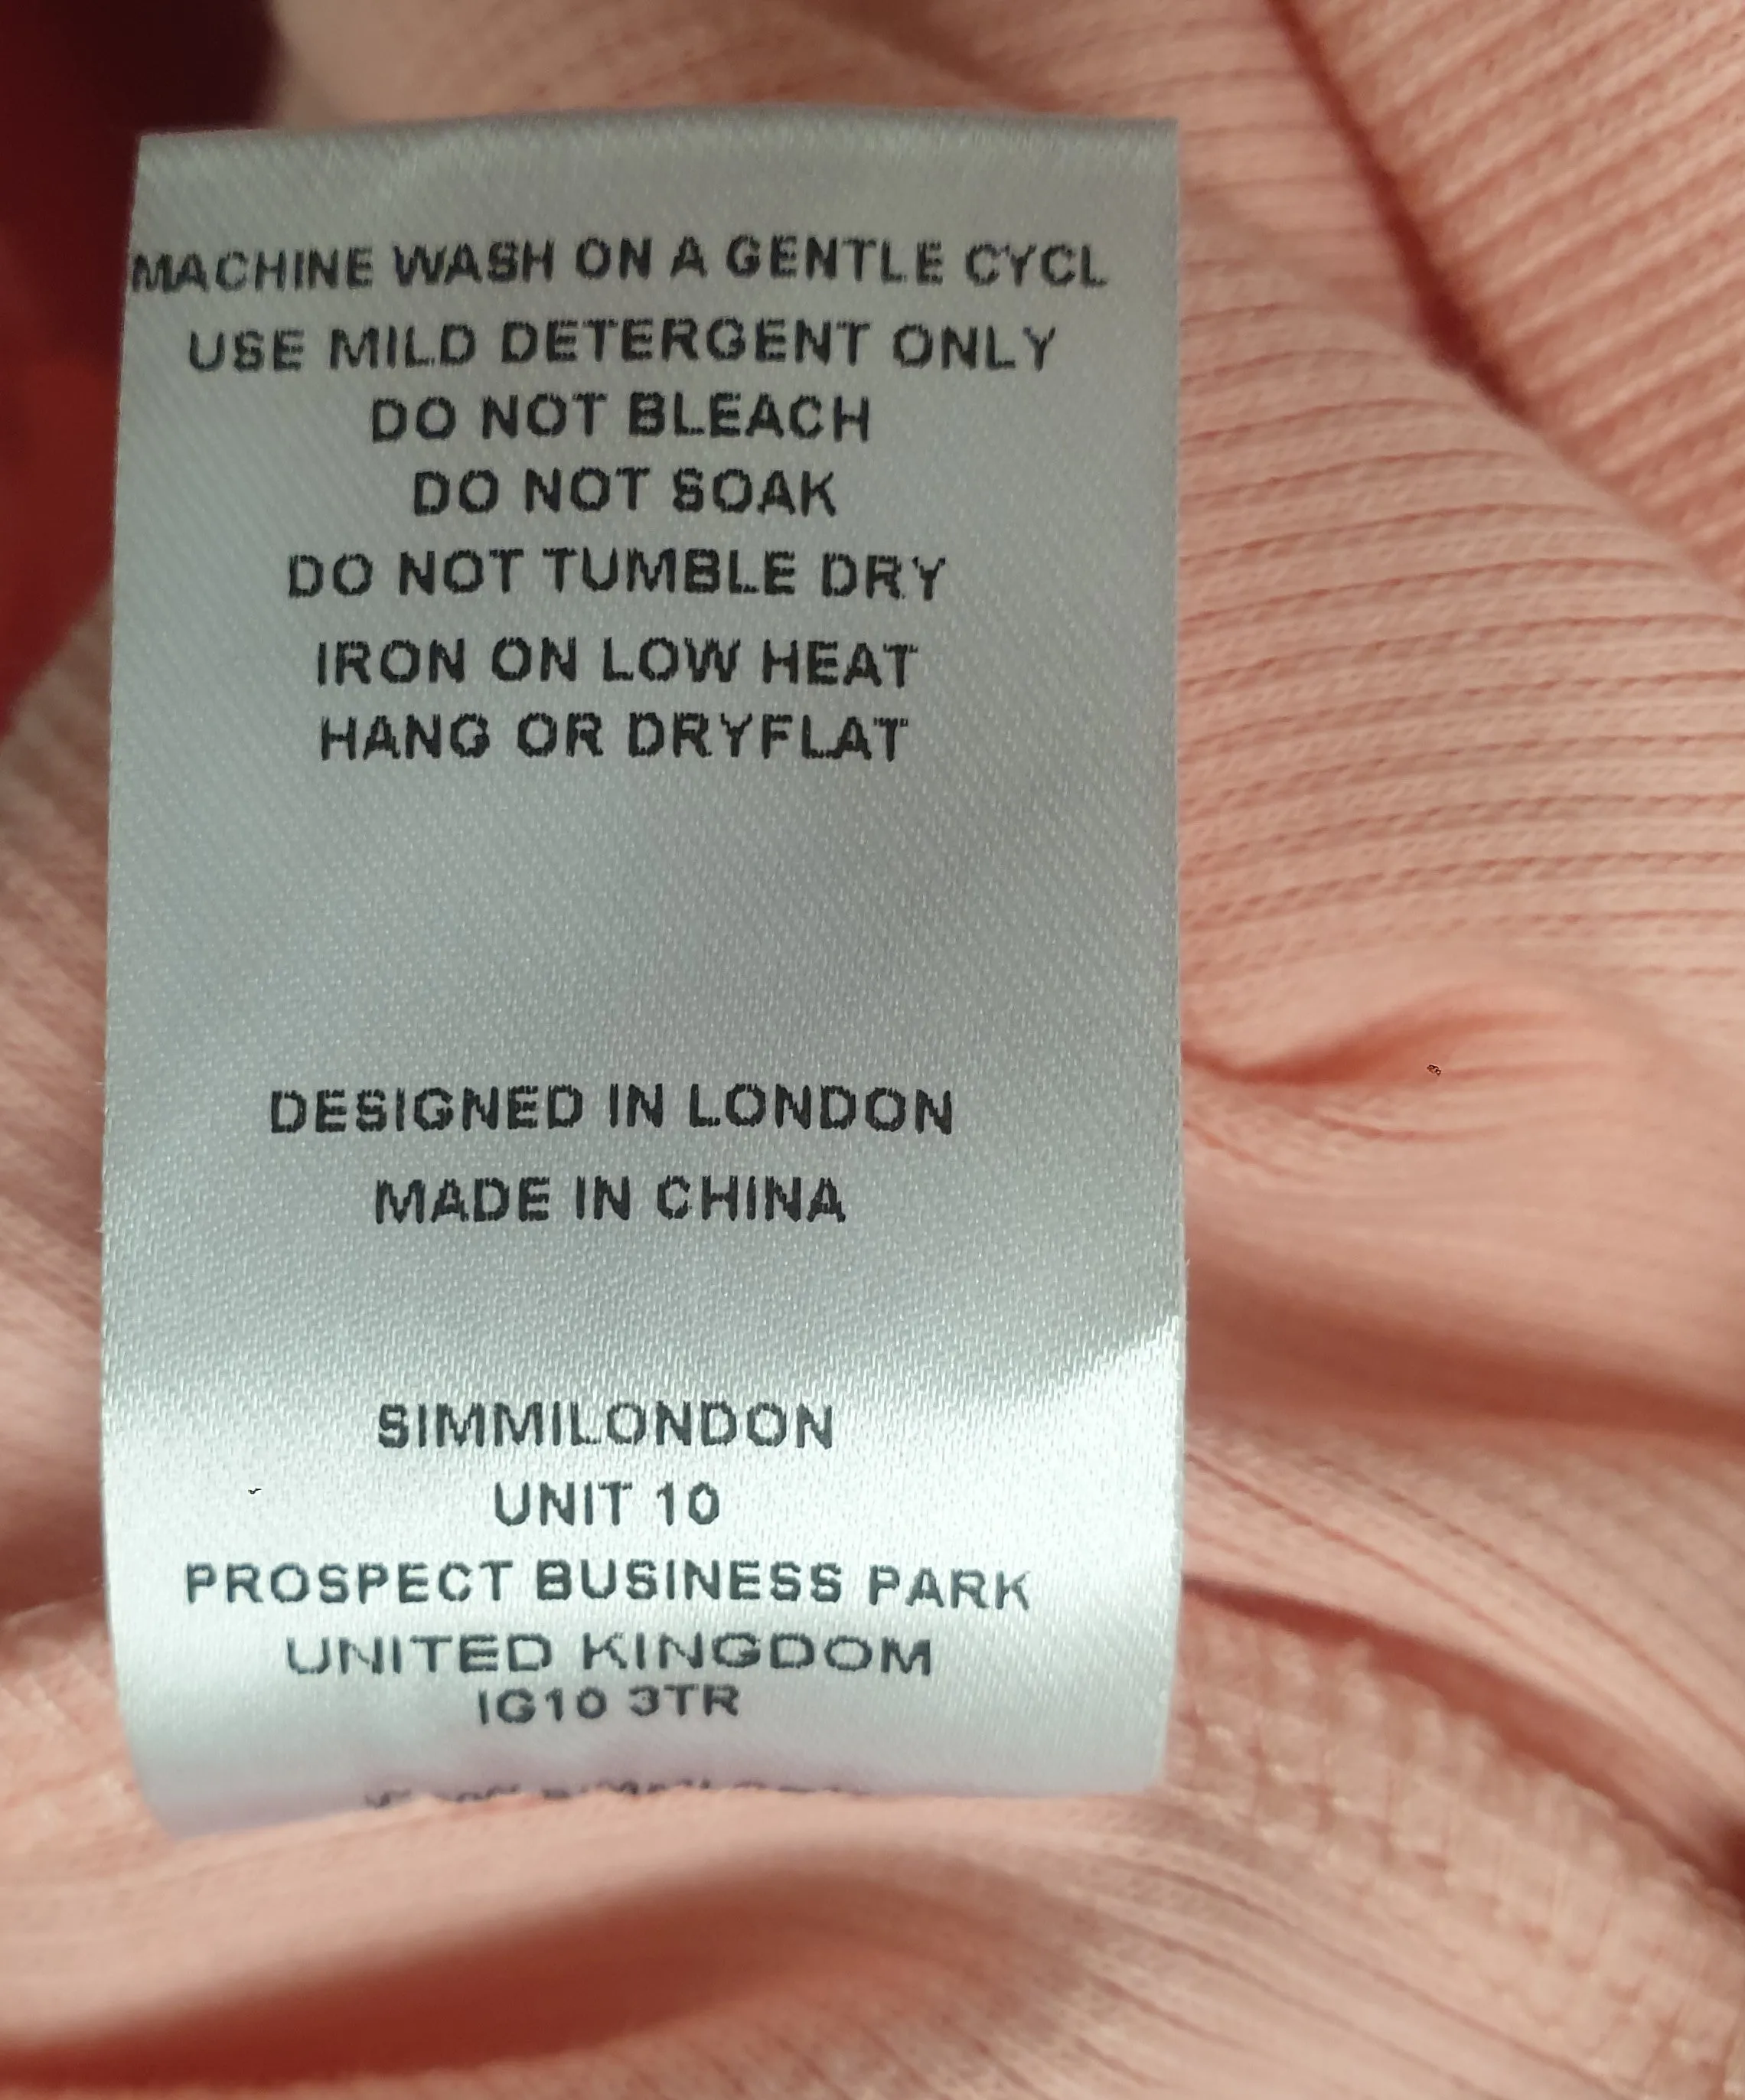 MACHINE WASH ON A GENTLE CYCL
USE MILD DETERGENT ONLY
DO NOT BLEACH
DO NOT SOAK
DO NOT TUMBLE DRY
IRON ON LOW HEAT
HANG OR DRYFLAT
DESIGNED IN LONDON
MADE IN CHINA
SIMMILONDON
UNIT 10
PROSPECT BUSINESS PARK
UNITED KINGDOM
IG10 3TR